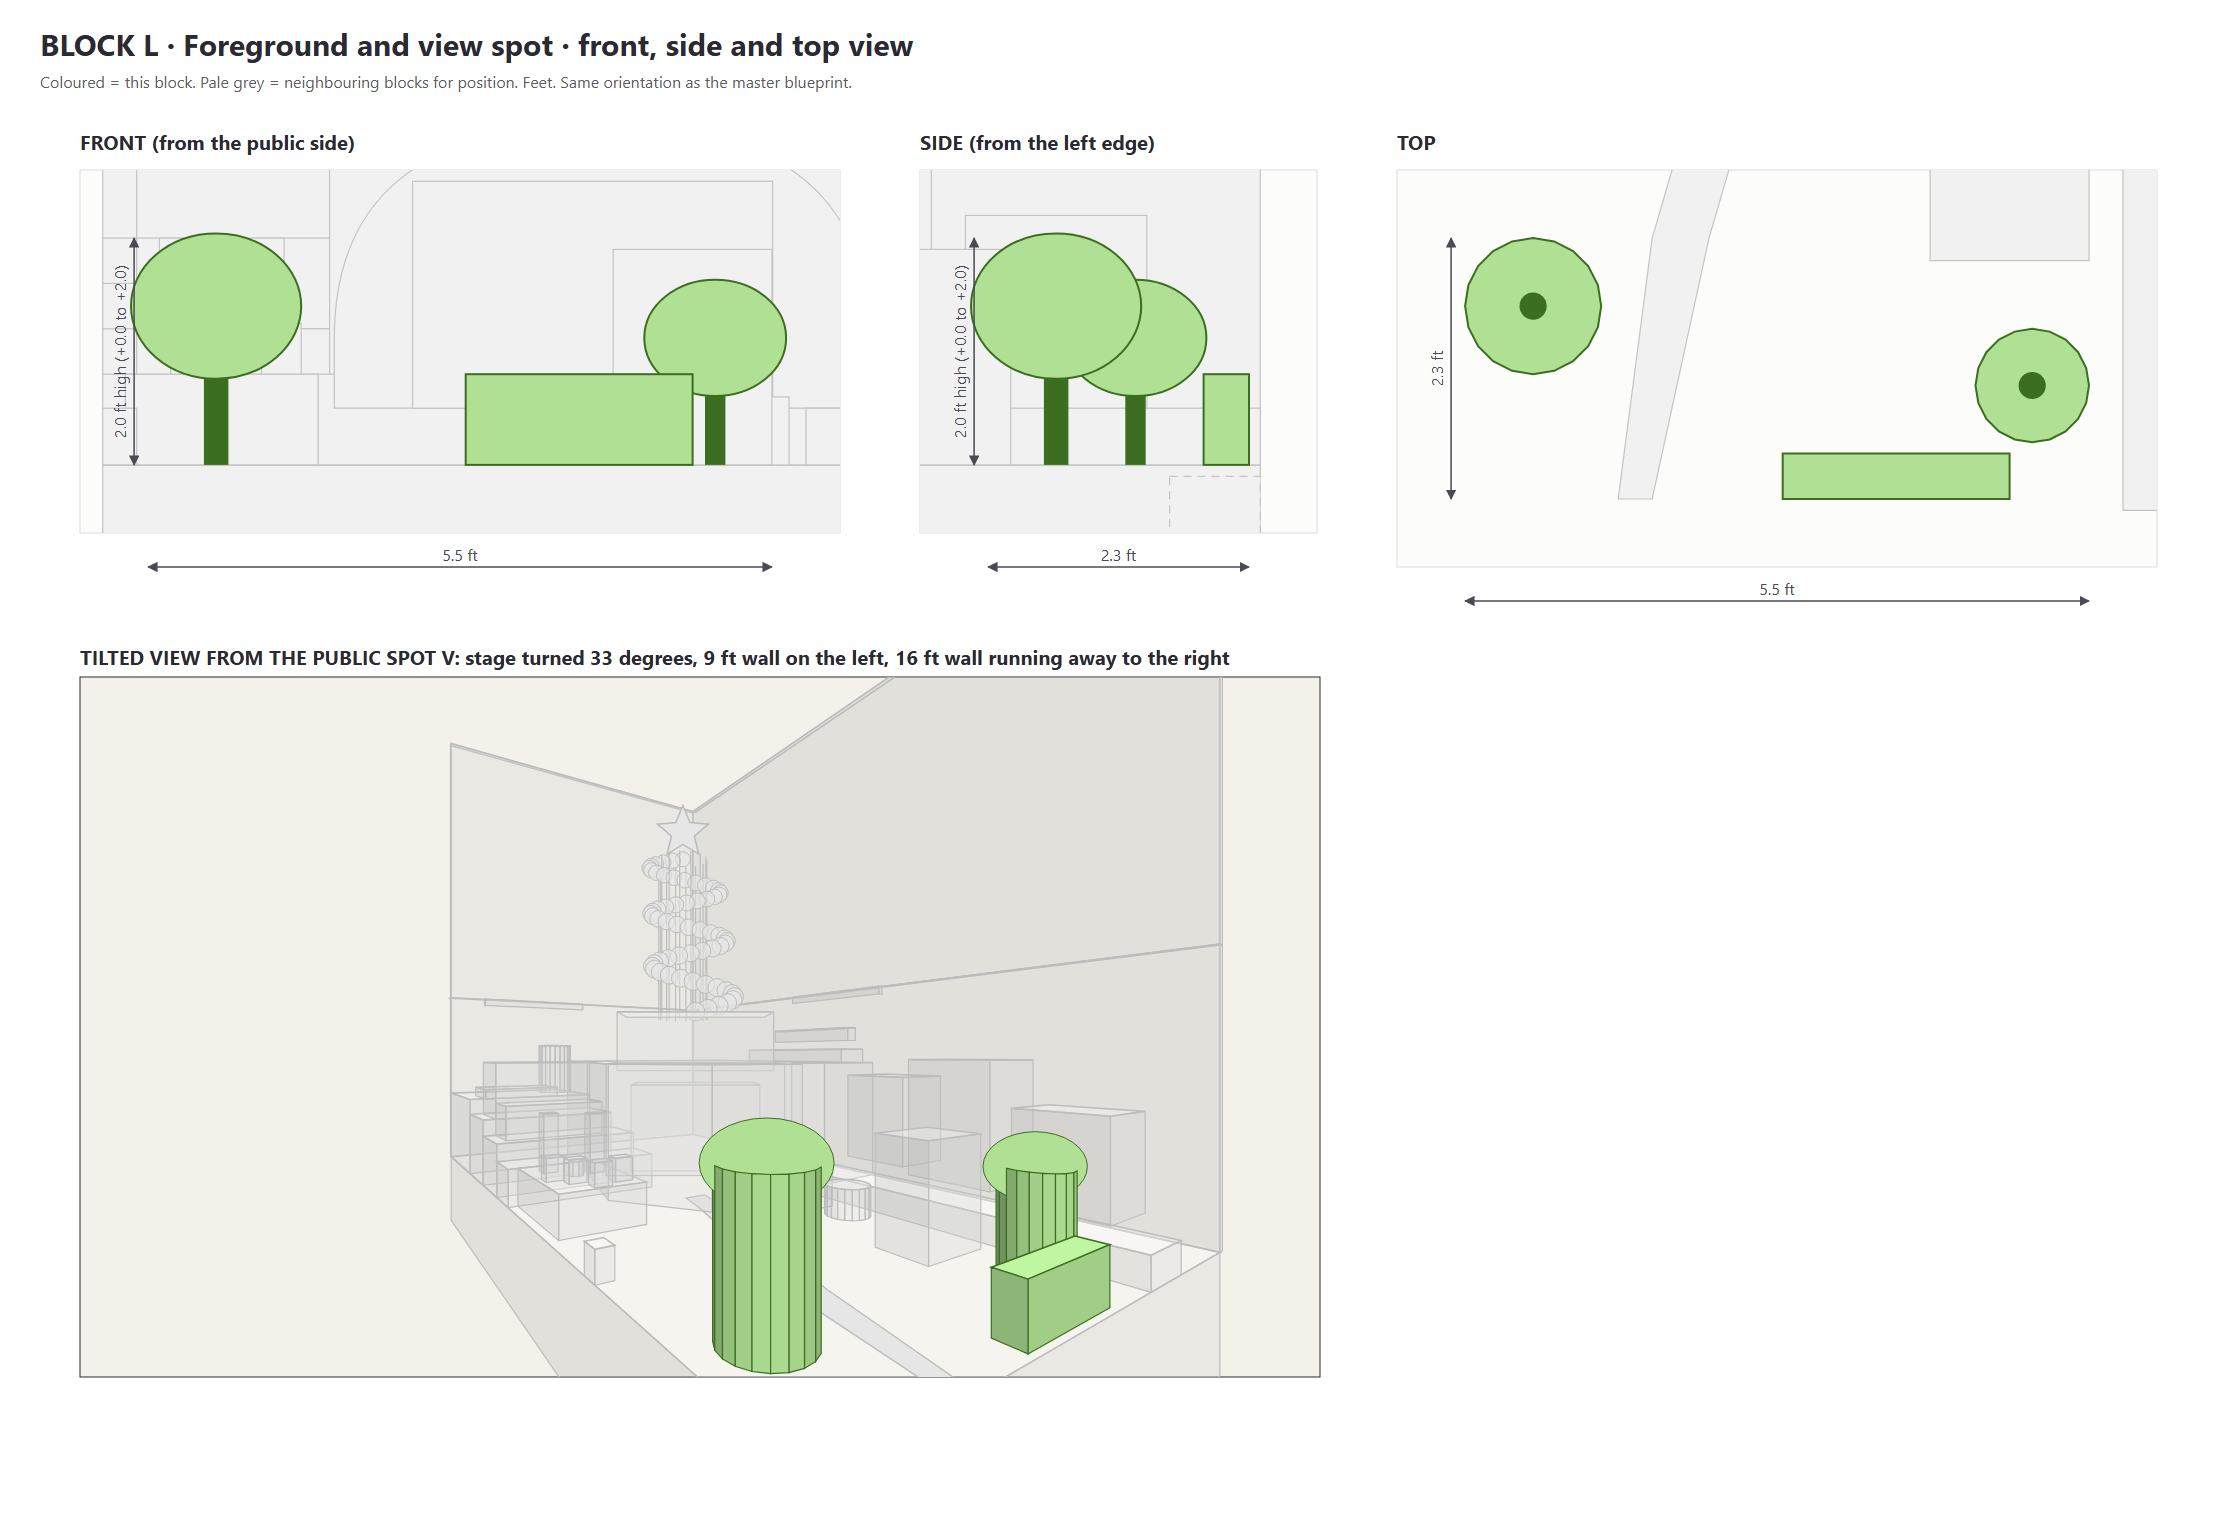 BLOCK L · Foreground and view spot · front, side and top view
Coloured = this block. Pale grey = neighbouring blocks for position. Feet. Same orientation as the master blueprint.
FRONT (from the public side)
SIDE (from the left edge)
TOP
2.0 ft high (+0.0 to +2.0)
2.0 ft high (+0.0 to +2.0)
2.3 ft
5.5 ft
2.3 ft
5.5 ft
TILTED VIEW FROM THE PUBLIC SPOT V: stage turned 33 degrees, 9 ft wall on the left, 16 ft wall running away to the right